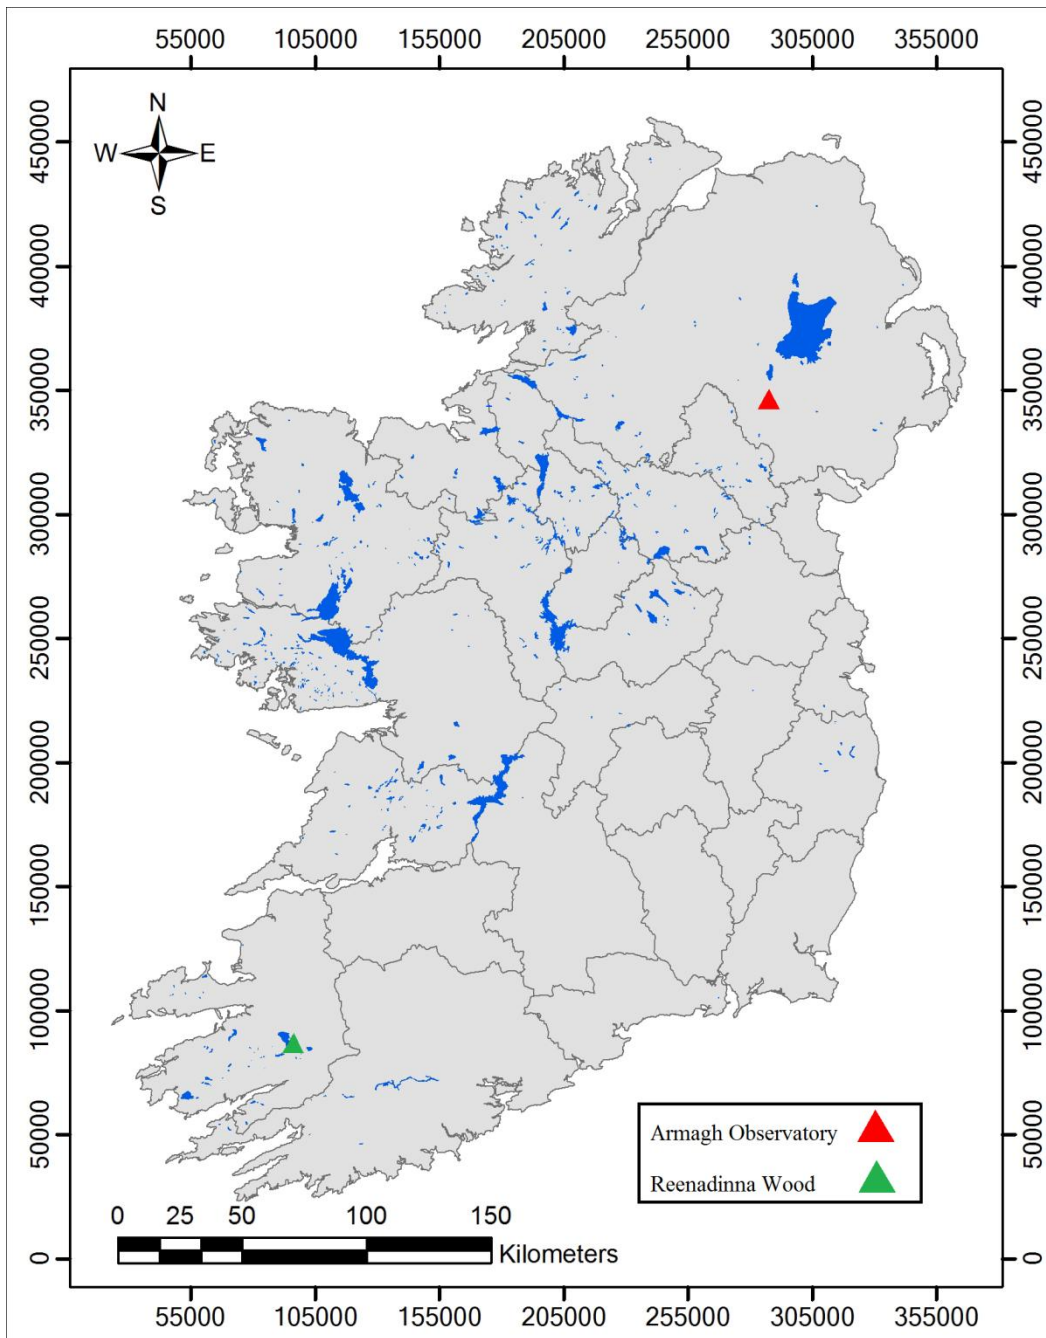 55000 105000 155000 205000 255000 305000 355000
N
W E
S
450000 450000
400000 400000
350000 350000
300000 300000
250000 250000
200000 200000
150000 150000
100000 100000
50000 50000
0 0
Armagh Observatory
Reenadinna Wood
0 25 50 100 150
Kilometers
55000 105000 155000 205000 255000 305000 355000